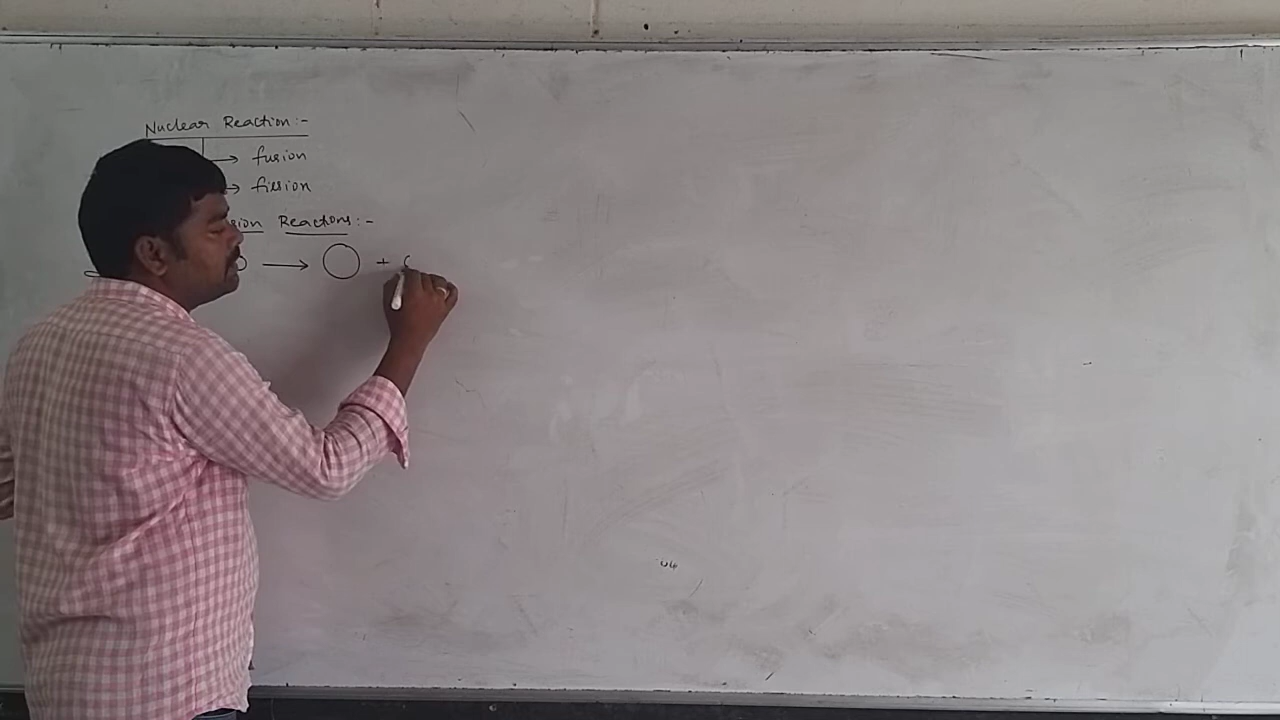 Nuclear Reaction:-
→ fusion
→ fission
Reactions:-
→ +